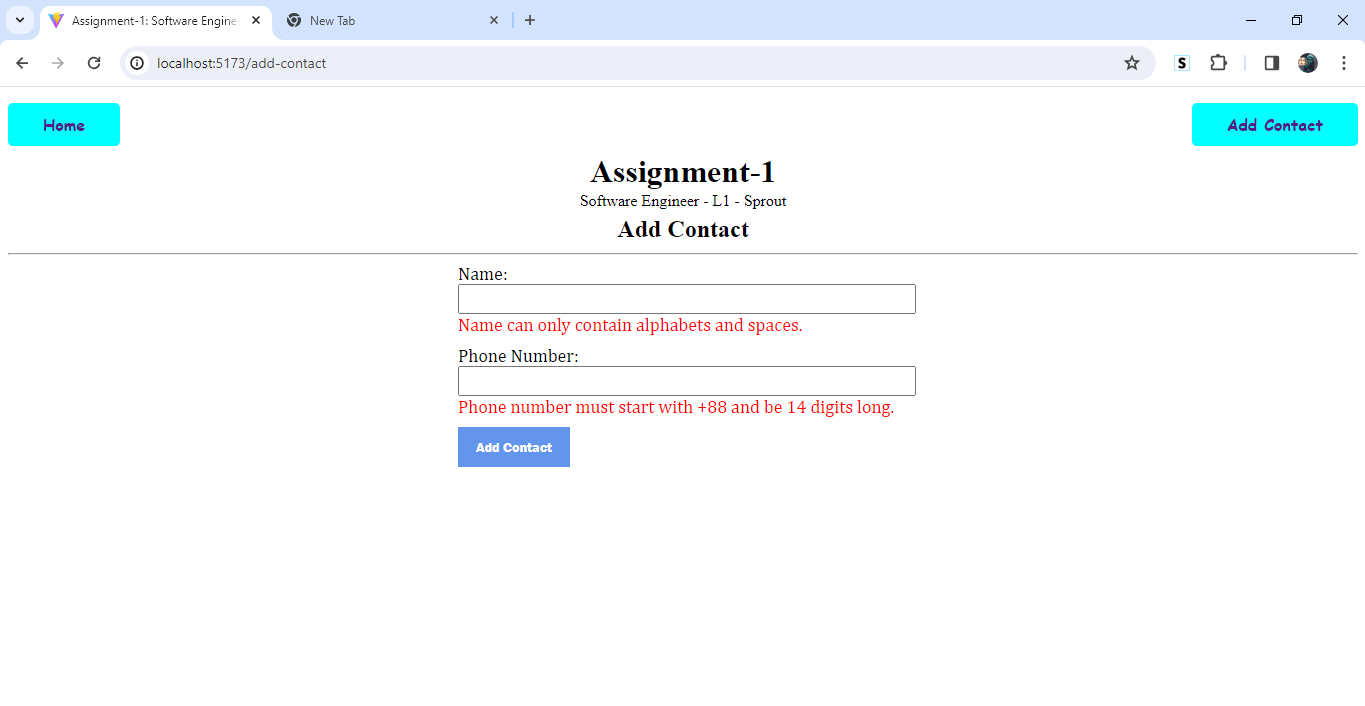 Assignment-1: Software Engine
New Tab
localhost:5173/add-contact
S
Home
Add Contact
Assignment-1
Software Engineer - L1 - Sprout
Add Contact
Name:
Name can only contain alphabets and spaces.
Phone Number:
Phone number must start with +88 and be 14 digits long.
Add Contact